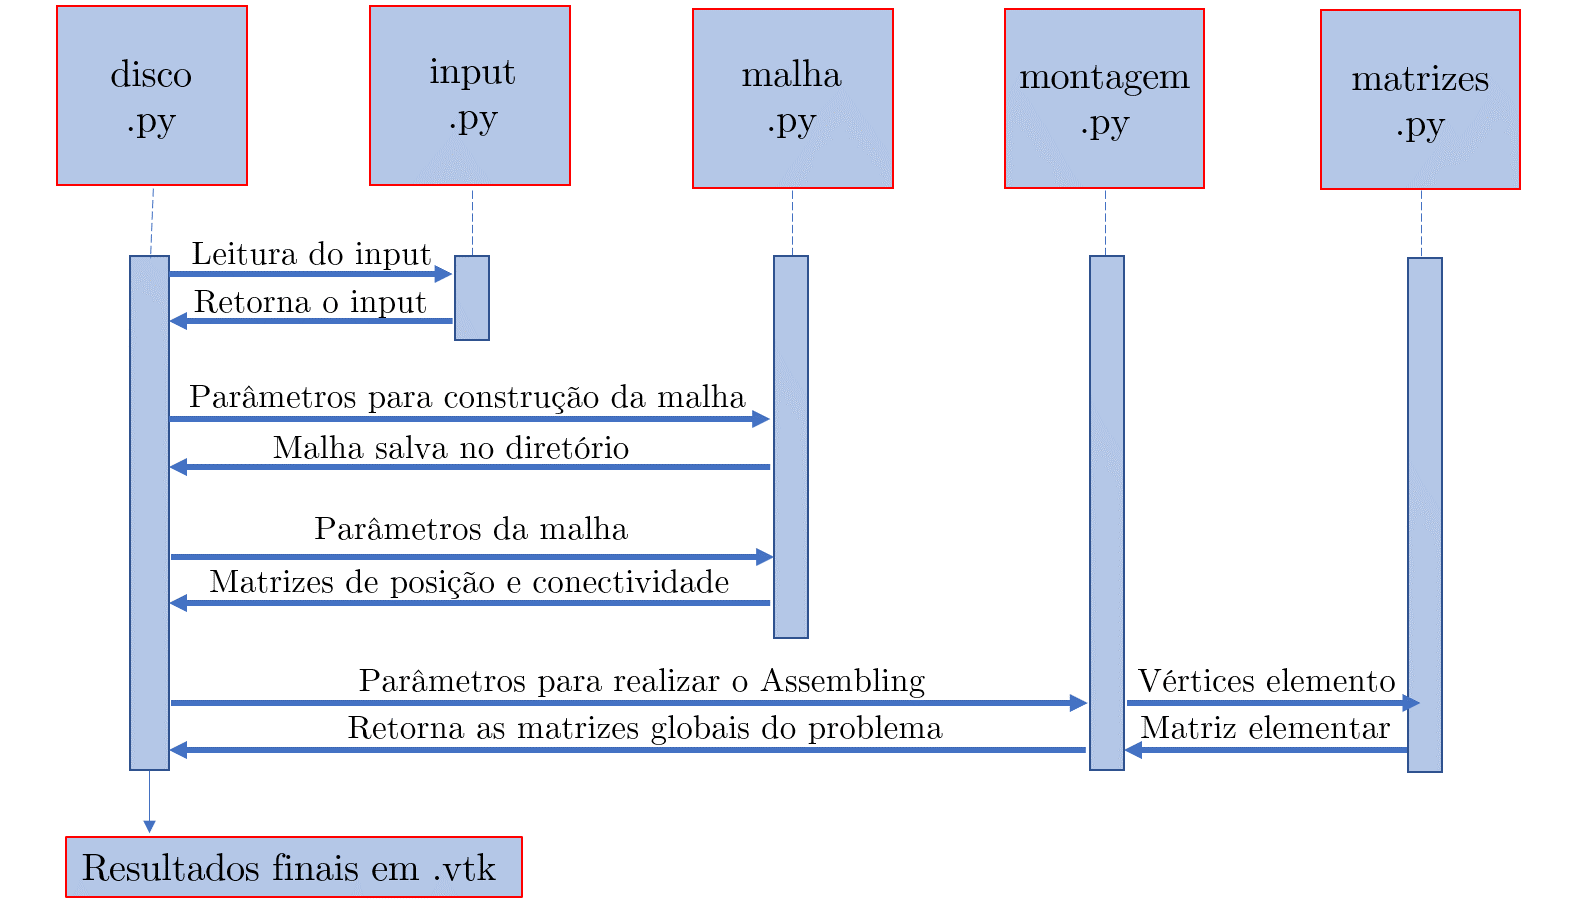 disco
.py
input
.py
malha
.py
montagem
.py
matrizes
.py
Leitura do input
Retorna o input
Parâmetros para construção da malha
Malha salva no diretório
Parâmetros da malha
Matrizes de posição e conectividade
Parâmetros para realizar o Assembling
Vértices elemento
Retorna as matrizes globais do problema
Matriz elementar
Resultados finais em .vtk